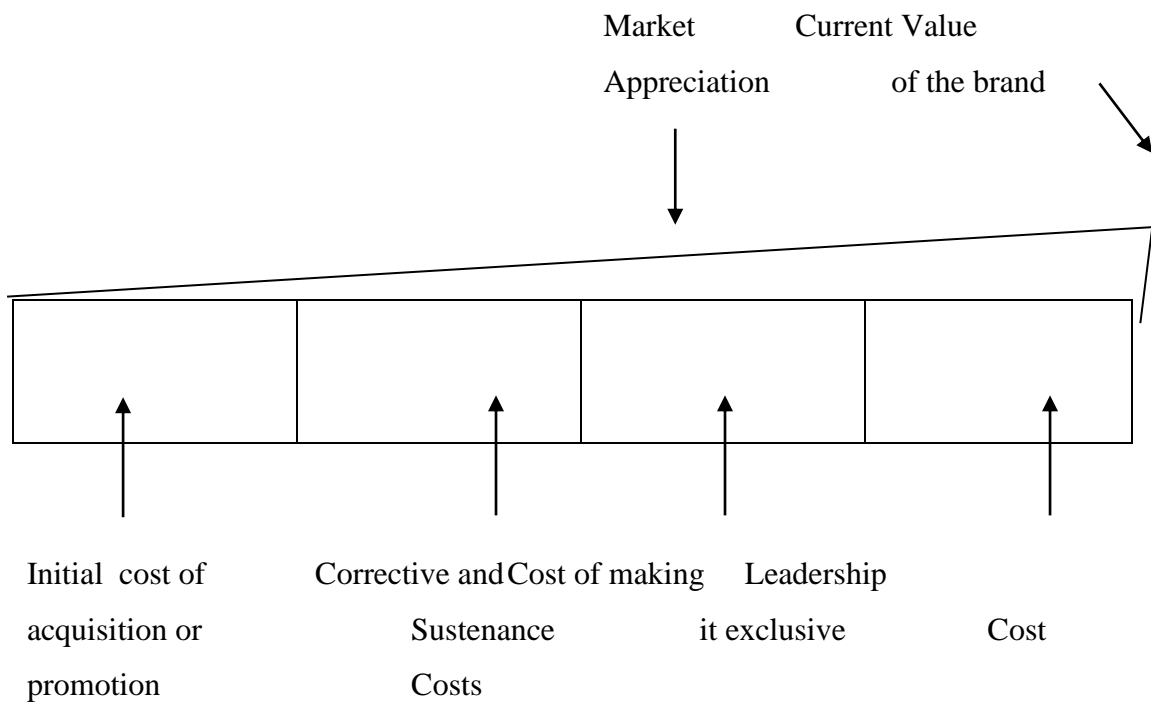 Market Current Value
Appreciation of the brand
Initial cost of Corrective and Cost of making Leadership
acquisition or Sustenance it exclusive Cost
promotion Costs